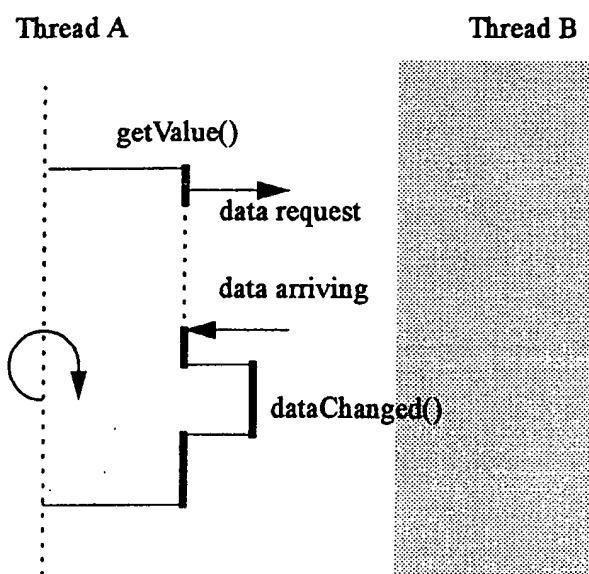 Thread A
Thread B
getValue()
data request
data arriving
dataChanged()